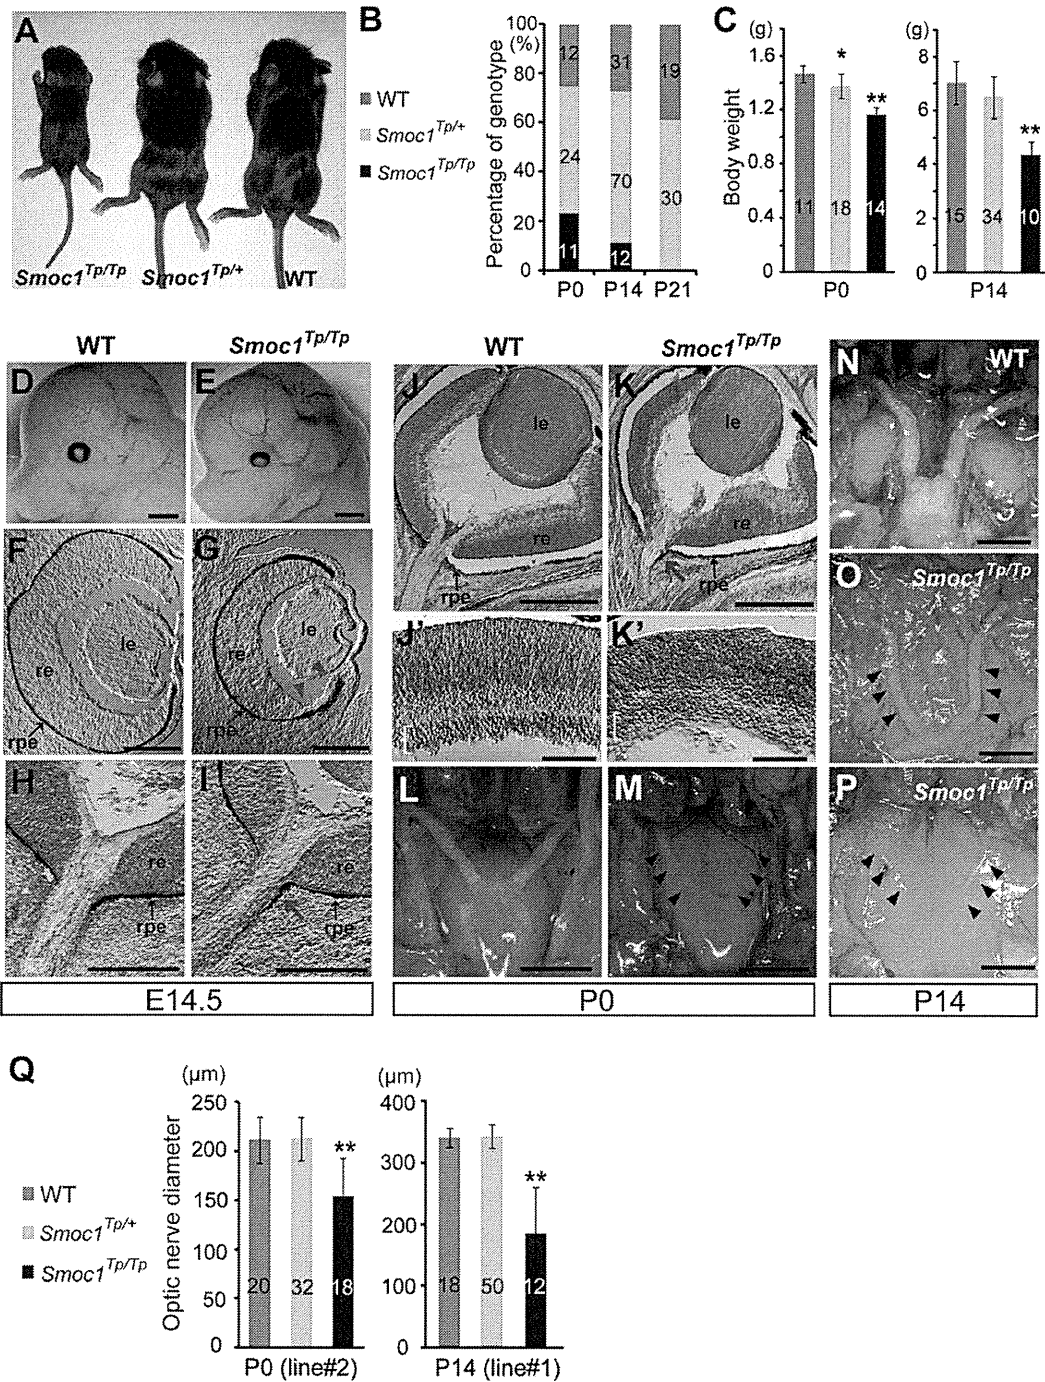 A
Smoc1Tp/Tp
Smoc1Tp/+
WT
B
WT
Smoc1Tp/+
Smoc1Tp/Tp
Percentage of genotype
(%)
100
80
60
40
20
0
12
24
11
31
70
12
19
30
P0
P14
P21
C
Body weight
(g)
1.6
1.2
0.8
0.4
0
*
**
11
18
14
P0
(g)
8
6
4
2
0
**
15
34
10
P14
WT
Smoc1Tp/Tp
D
E
F
le
re
rpe
G
le
re
rpe
H
re
rpe
I
re
rpe
E14.5
WT
Smoc1Tp/Tp
J
le
re
rpe
K
le
re
rpe
J'
K'
L
M
P0
N
WT
O
Smoc1Tp/Tp
P
Smoc1Tp/Tp
P14
Q
WT
Smoc1Tp/+
Smoc1Tp/Tp
Optic nerve diameter
(μm)
250
200
150
100
50
0
**
20
32
18
P0 (line#2)
(μm)
400
300
200
100
0
**
18
50
12
P14 (line#1)